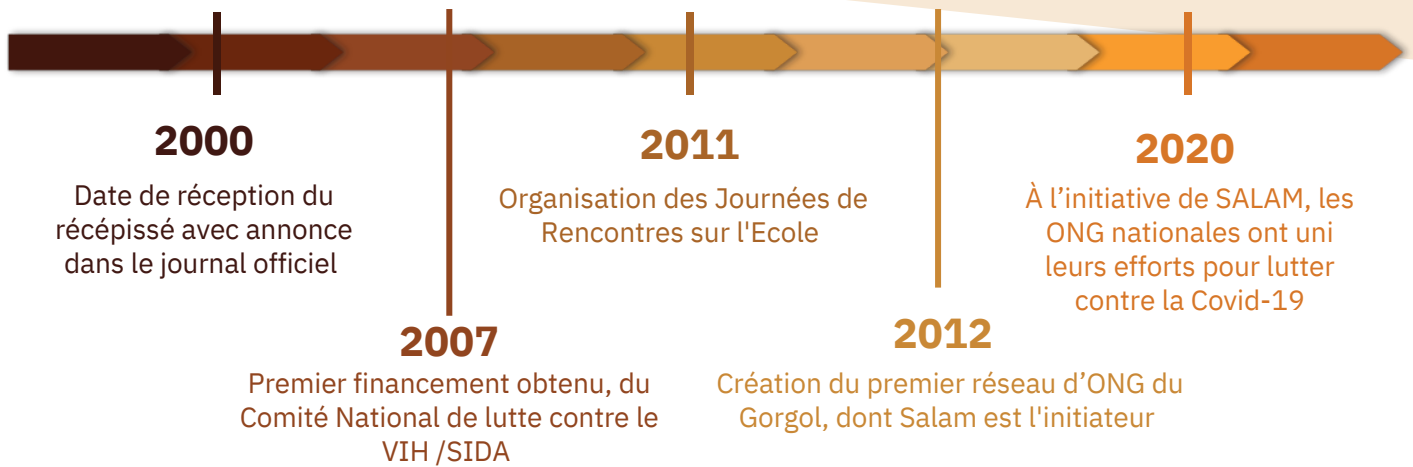 2000
Date de réception du
récépissé avec annonce
dans le journal officiel
2007
Premier financement obtenu, du
Comité National de lutte contre le
VIH /SIDA
2011
Organisation des Journées de
Rencontres sur l'Ecole
2012
Création du premier réseau d’ONG du
Gorgol, dont Salam est l'initiateur
2020
À l’initiative de SALAM, les
ONG nationales ont uni
leurs efforts pour lutter
contre la Covid-19